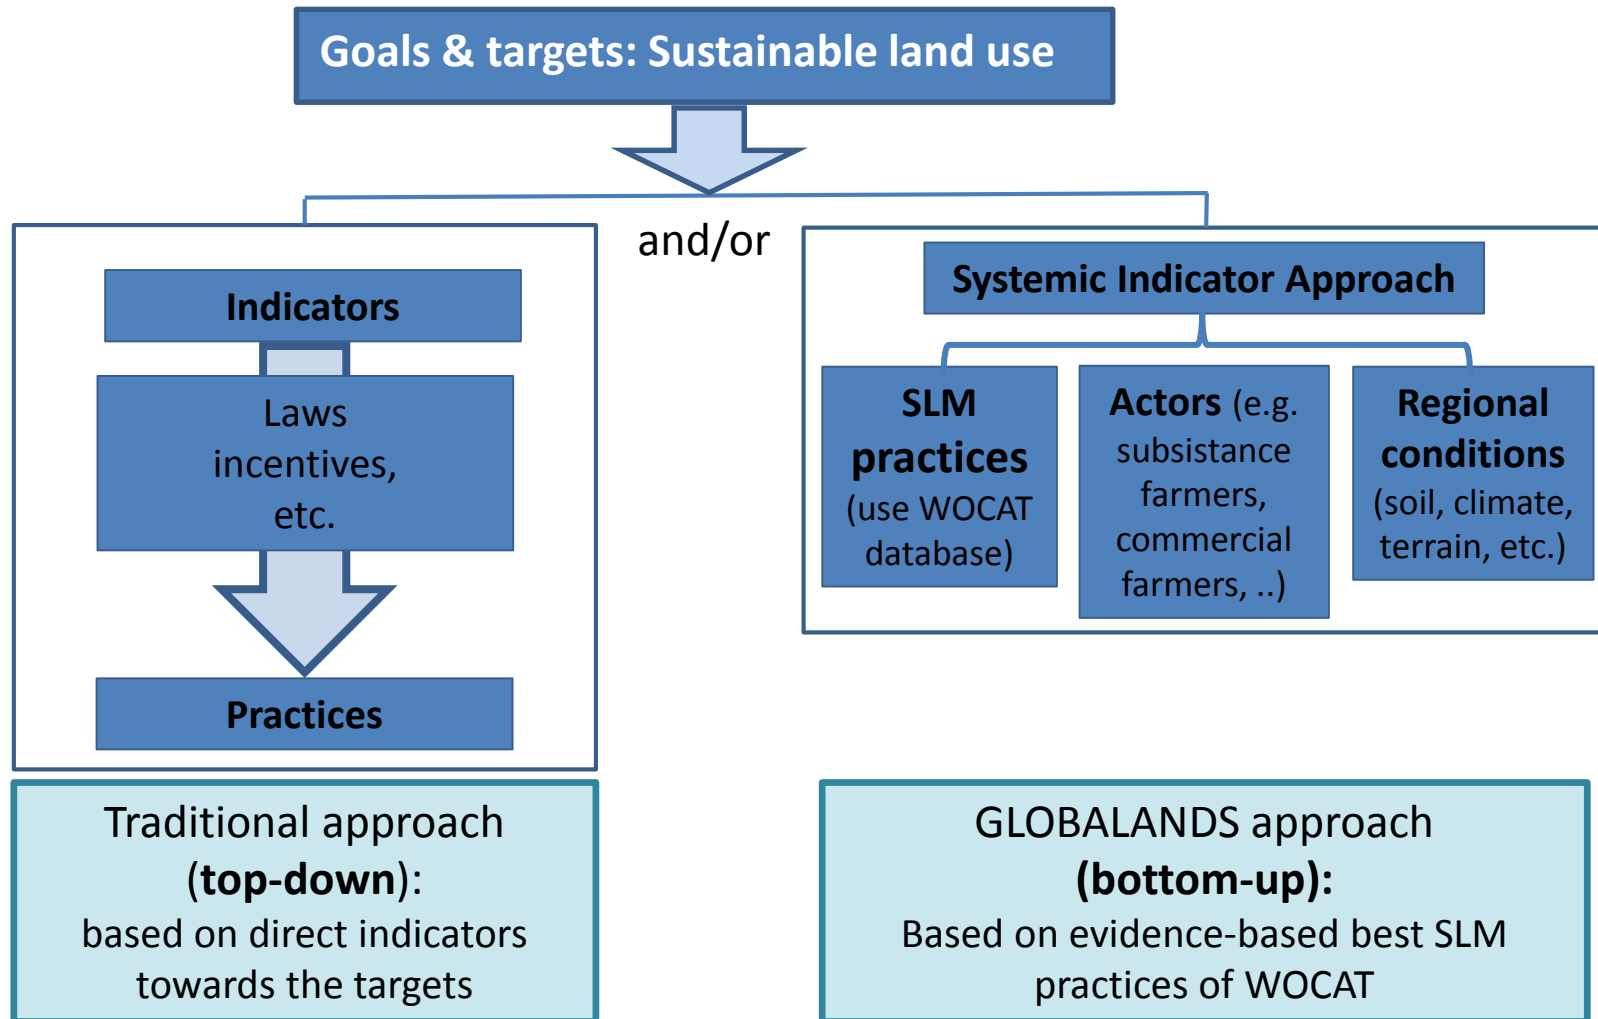 Goals & targets: Sustainable land use
and/or
Indicators
Laws
incentives,
etc.
Practices
Traditional approach
(top-down):
based on direct indicators
towards the targets
Systemic Indicator Approach
SLM
practices
(use WOCAT
database)
Actors (e.g.
subsistance
farmers,
commercial
farmers, ..)
Regional
conditions
(soil, climate,
terrain, etc.)
GLOBALANDS approach
(bottom-up):
Based on evidence-based best SLM
practices of WOCAT